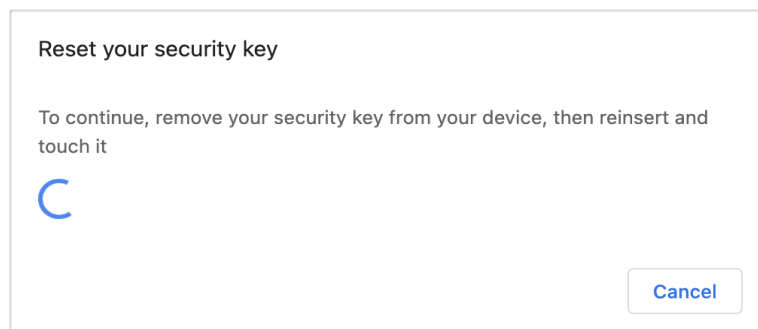 Reset your security key
To continue, remove your security key from your device, then reinsert and
touch it
Cancel